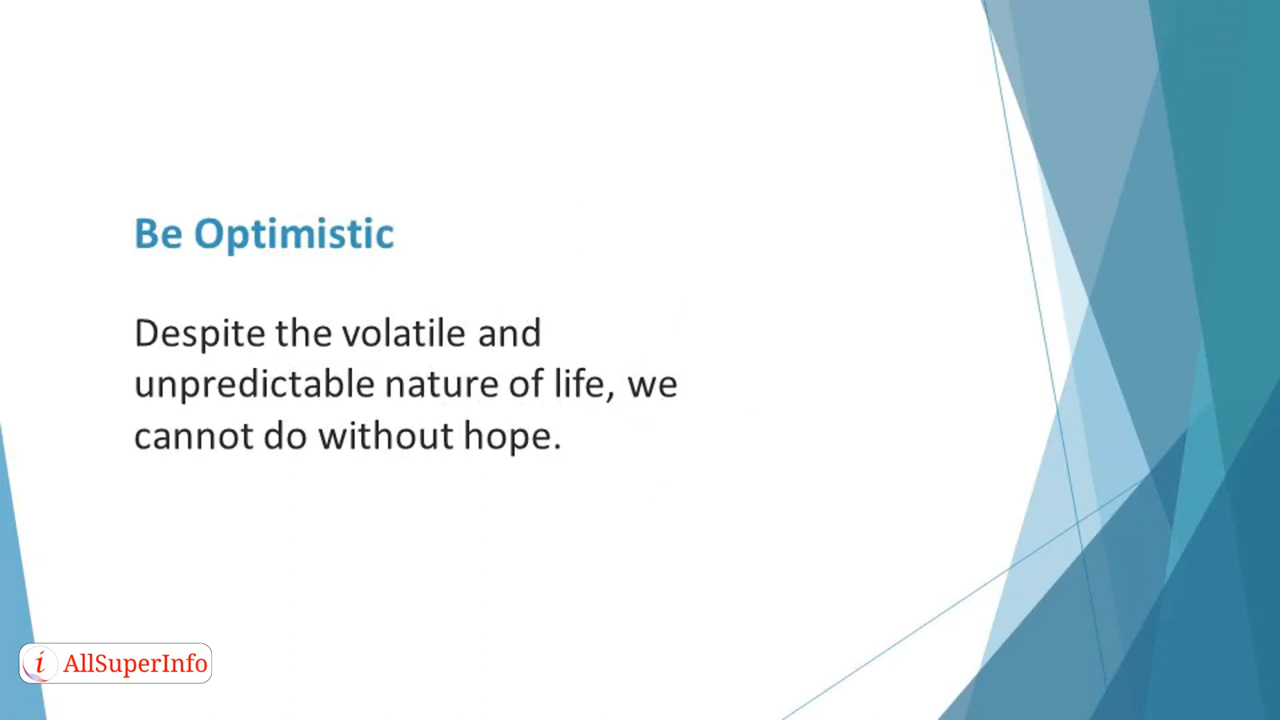 Be Optimistic
Despite the volatile and
unpredictable nature of life, we
cannot do without hope.
i AllSuperInfo